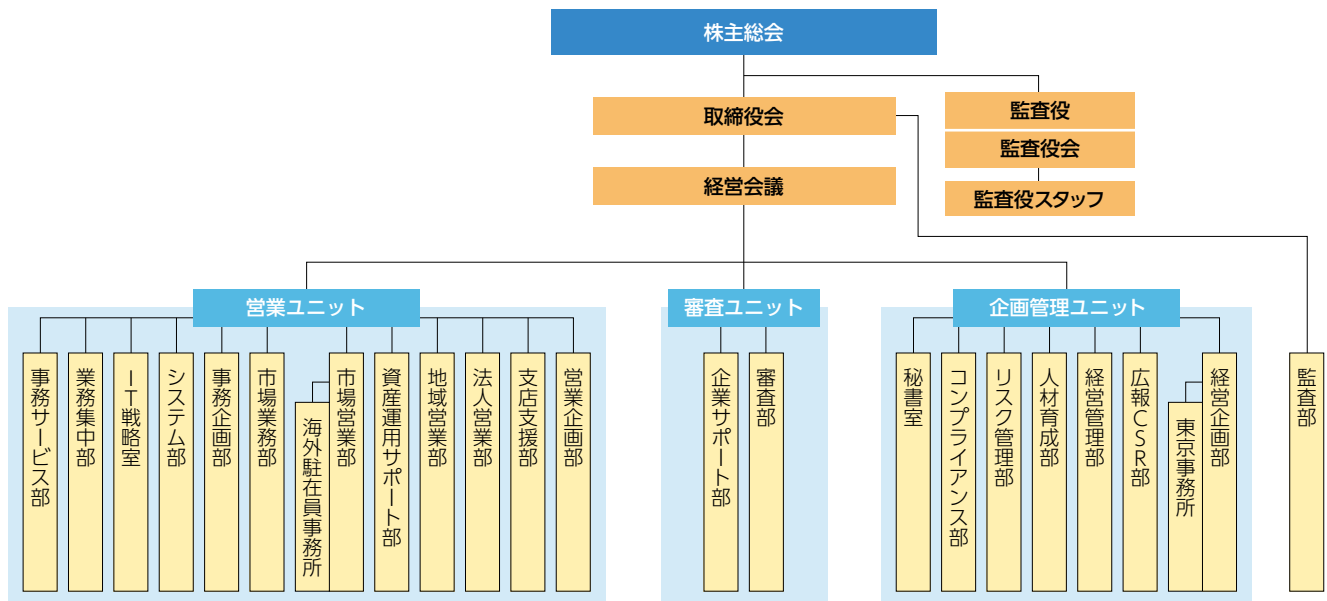 株主総会
取締役会
監査役
監査役会
経営会議
監査役スタッフ
営業ユニット
審査ユニット
企画管理ユニット
事務サービス部
業務集中部
IT戦略室
システム部
事務企画部
市場業務部
海外駐在員事務所
市場営業部
資産運用サポート部
地域営業部
法人営業部
支店支援部
営業企画部
企業サポート部
審査部
秘書室
コンプライアンス部
リスク管理部
人材育成部
経営管理部
広報CSR部
東京事務所
経営企画部
監査部